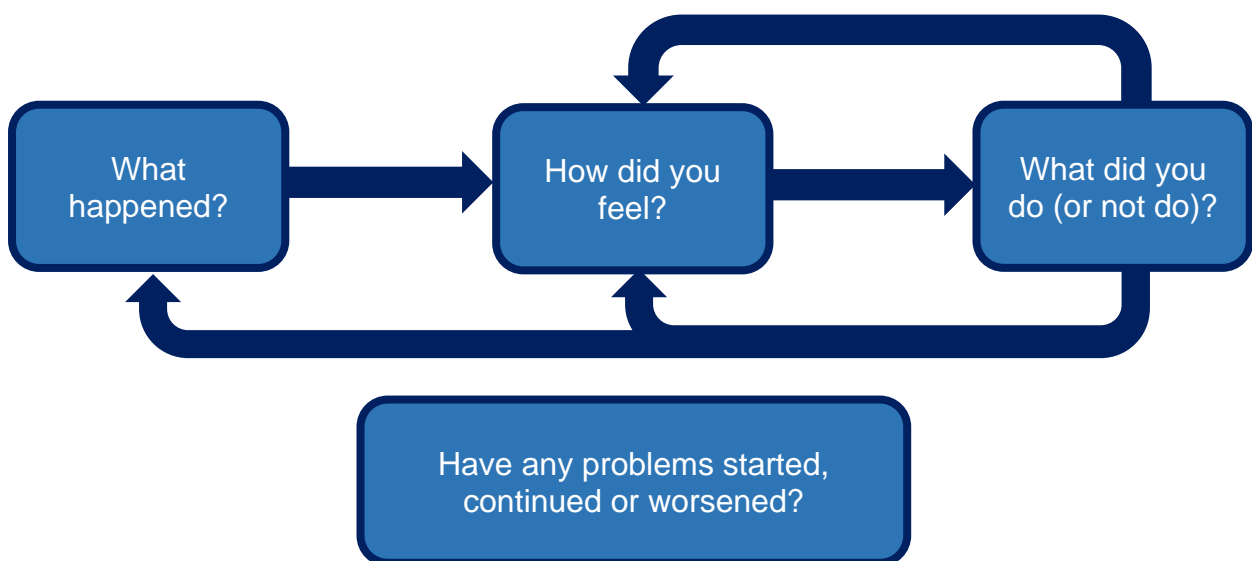 What
happened?
How did you
feel?
What did you
do (or not do)?
Have any problems started,
continued or worsened?